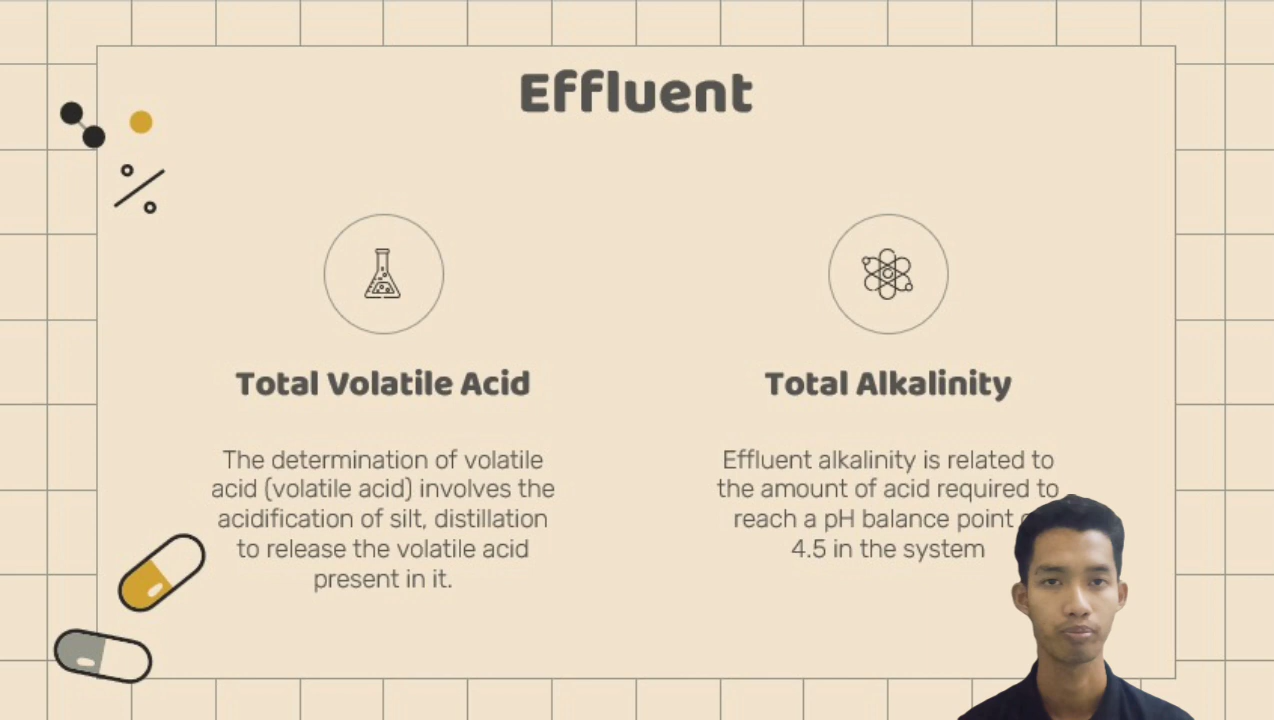 Effluent
Total Volatile Acid
The determination of volatile
acid (volatile acid) involves the
acidification of silt, distillation
to release the volatile acid
present in it.
Total Alkalinity
Effluent alkalinity is related to
the amount of acid required to
reach a pH balance point
4.5 in the system